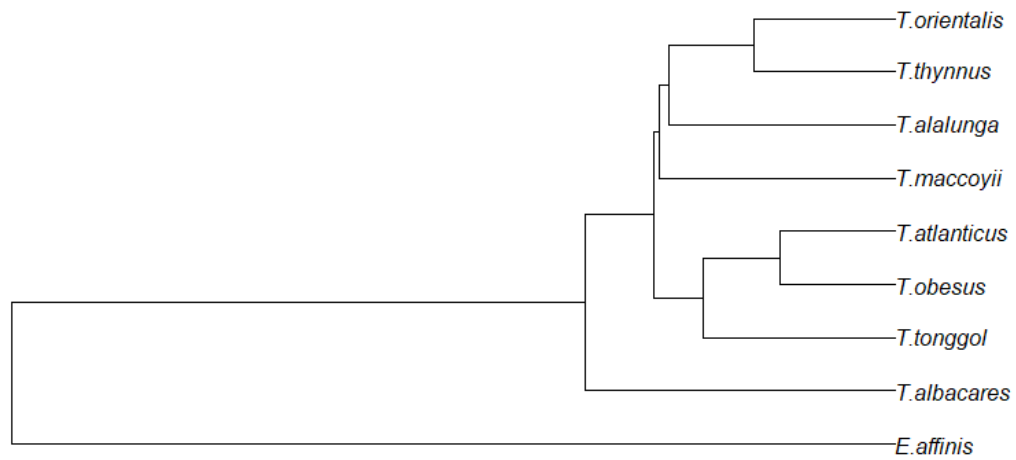 T.orientalis
T.thynnus
T.alalunga
T.maccoyii
T.atlanticus
T.obesus
T.tonggol
T.albacares
E.affinis